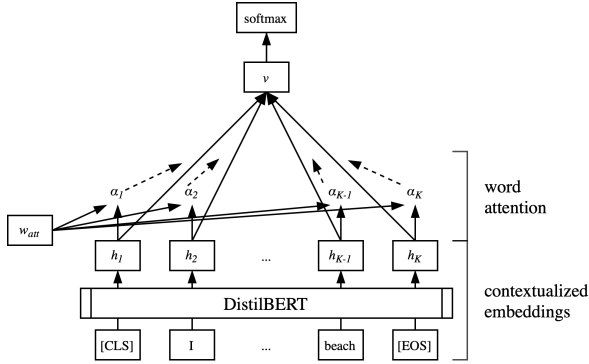 softmax
v
α1 α2 αK-1 αK
word
attention
watt
h1 h2 ... hK-1 hK
contextualized
embeddings
DistilBERT
[CLS] I ... beach [EOS]